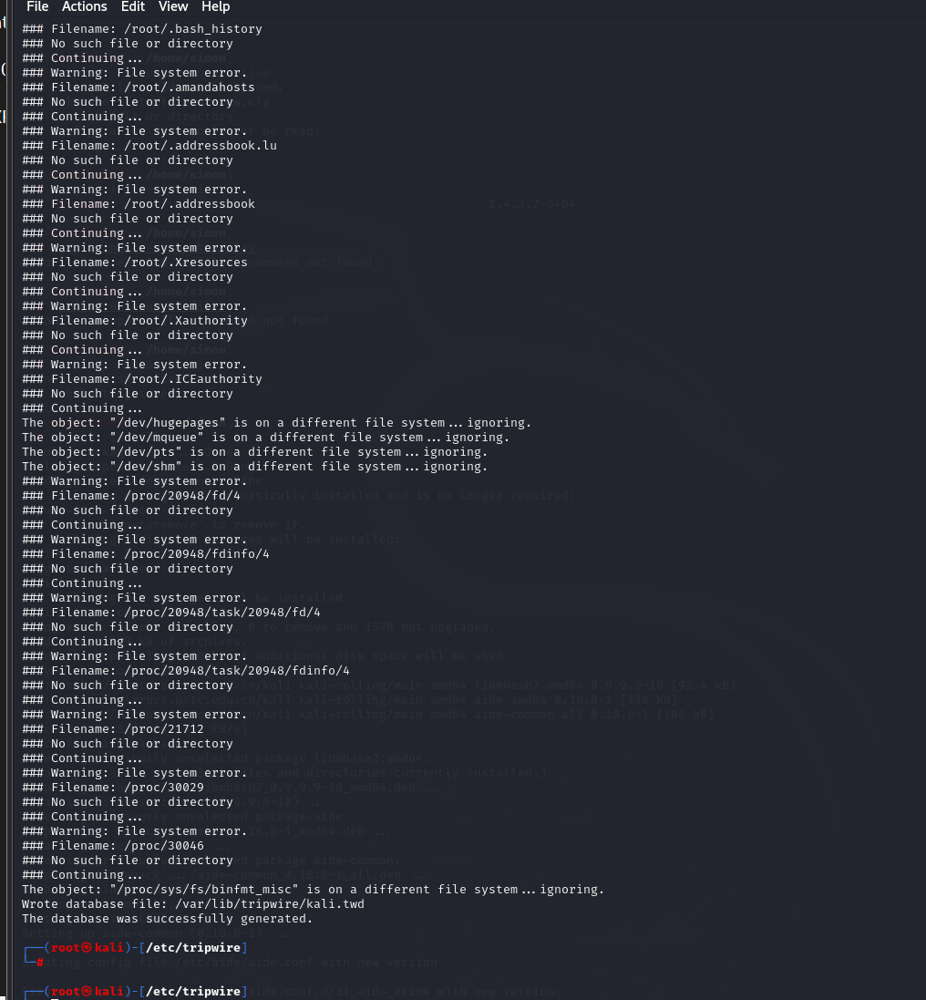 File Actions Edit View Help
### Filename: /root/.bash_history
### No such file or directory
### Continuing...
### Warning: File system error.
### Filename: /root/.amandahosts
### No such file or directory
### Continuing...
### Warning: File system error.
### Filename: /root/.addressbook.lu
### No such file or directory
### Continuing...
### Warning: File system error.
### Filename: /root/.addressbook
### No such file or directory
### Continuing...
### Warning: File system error.
### Filename: /root/.Xresources
### No such file or directory
### Continuing...
### Warning: File system error.
### Filename: /root/.Xauthority
### No such file or directory
### Continuing...
### Warning: File system error.
### Filename: /root/.ICEauthority
### No such file or directory
### Continuing...
The object: "/dev/hugepages" is on a different file system...ignoring.
The object: "/dev/mqueue" is on a different file system...ignoring.
The object: "/dev/pts" is on a different file system...ignoring.
The object: "/dev/shm" is on a different file system...ignoring.
### Warning: File system error.
### Filename: /proc/20948/fd/4
### No such file or directory
### Continuing...
### Warning: File system error.
### Filename: /proc/20948/fdinfo/4
### No such file or directory
### Continuing...
### Warning: File system error.
### Filename: /proc/20948/task/20948/fd/4
### No such file or directory
### Continuing...
### Warning: File system error.
### Filename: /proc/20948/task/20948/fdinfo/4
### No such file or directory
### Continuing...
### Warning: File system error.
### Filename: /proc/21712
### No such file or directory
### Continuing...
### Warning: File system error.
### Filename: /proc/30029
### No such file or directory
### Continuing...
### Warning: File system error.
### Filename: /proc/30046
### No such file or directory
### Continuing...
The object: "/proc/sys/fs/binfmt_misc" is on a different file system...ignoring.
Wrote database file: /var/lib/tripwire/kali.twd
The database was successfully generated.
┌──(root㉿kali)-[/etc/tripwire]
└─#
┌──(root㉿kali)-[/etc/tripwire]